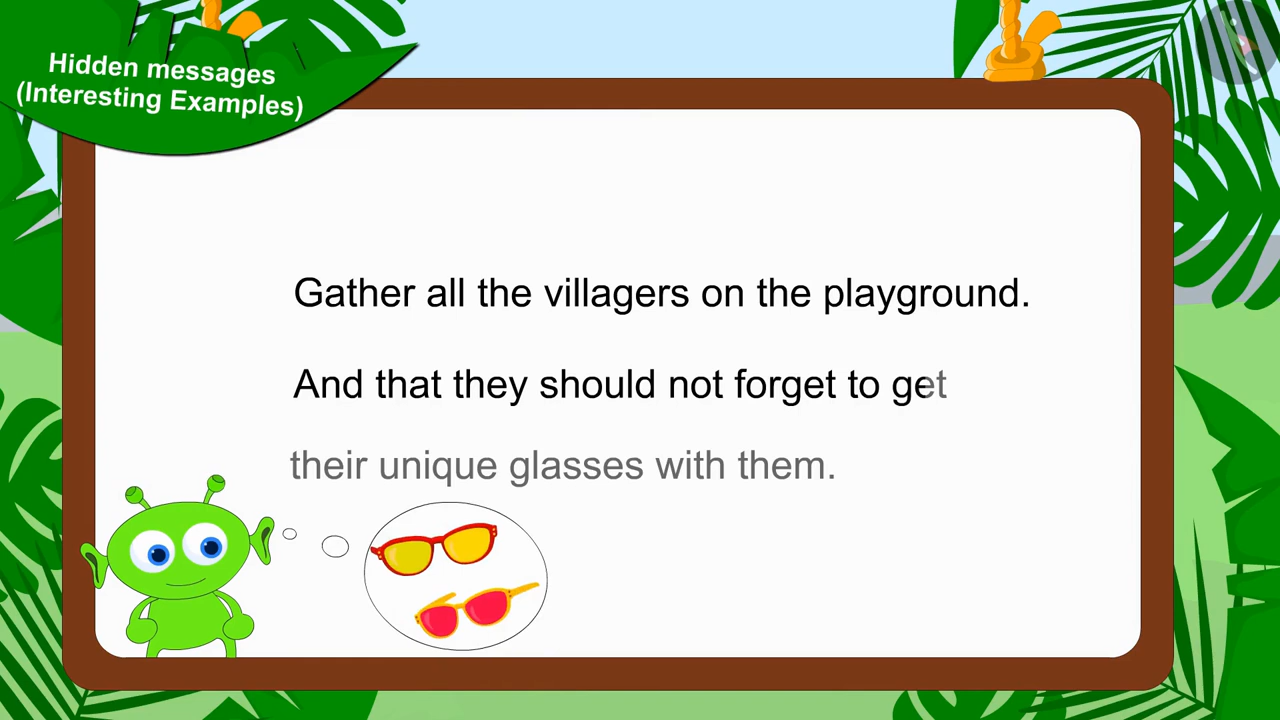 Hidden messages
(Interesting Examples)
Gather all the villagers on the playground.
And that they should not forget to get
their unique glasses with them.